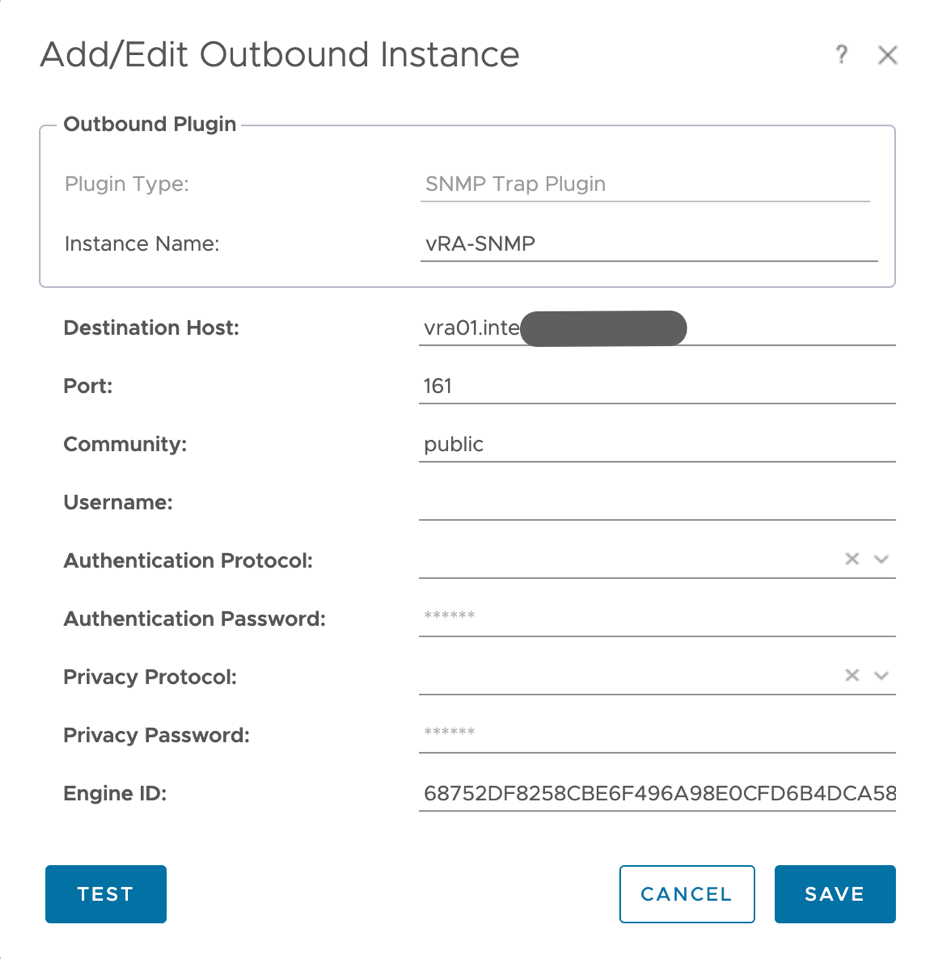 Add/Edit Outbound Instance ?
Outbound Plugin
Plugin Type: SNMP Trap Plugin
Instance Name: vRA-SNMP
Destination Host: vra01.inte
Port: 161
Community: public
Username:
Authentication Protocol:
Authentication Password: ******
Privacy Protocol:
Privacy Password: ******
Engine ID: 68752DF8258CBE6F496A98E0CFD6B4DCA58
TEST CANCEL SAVE